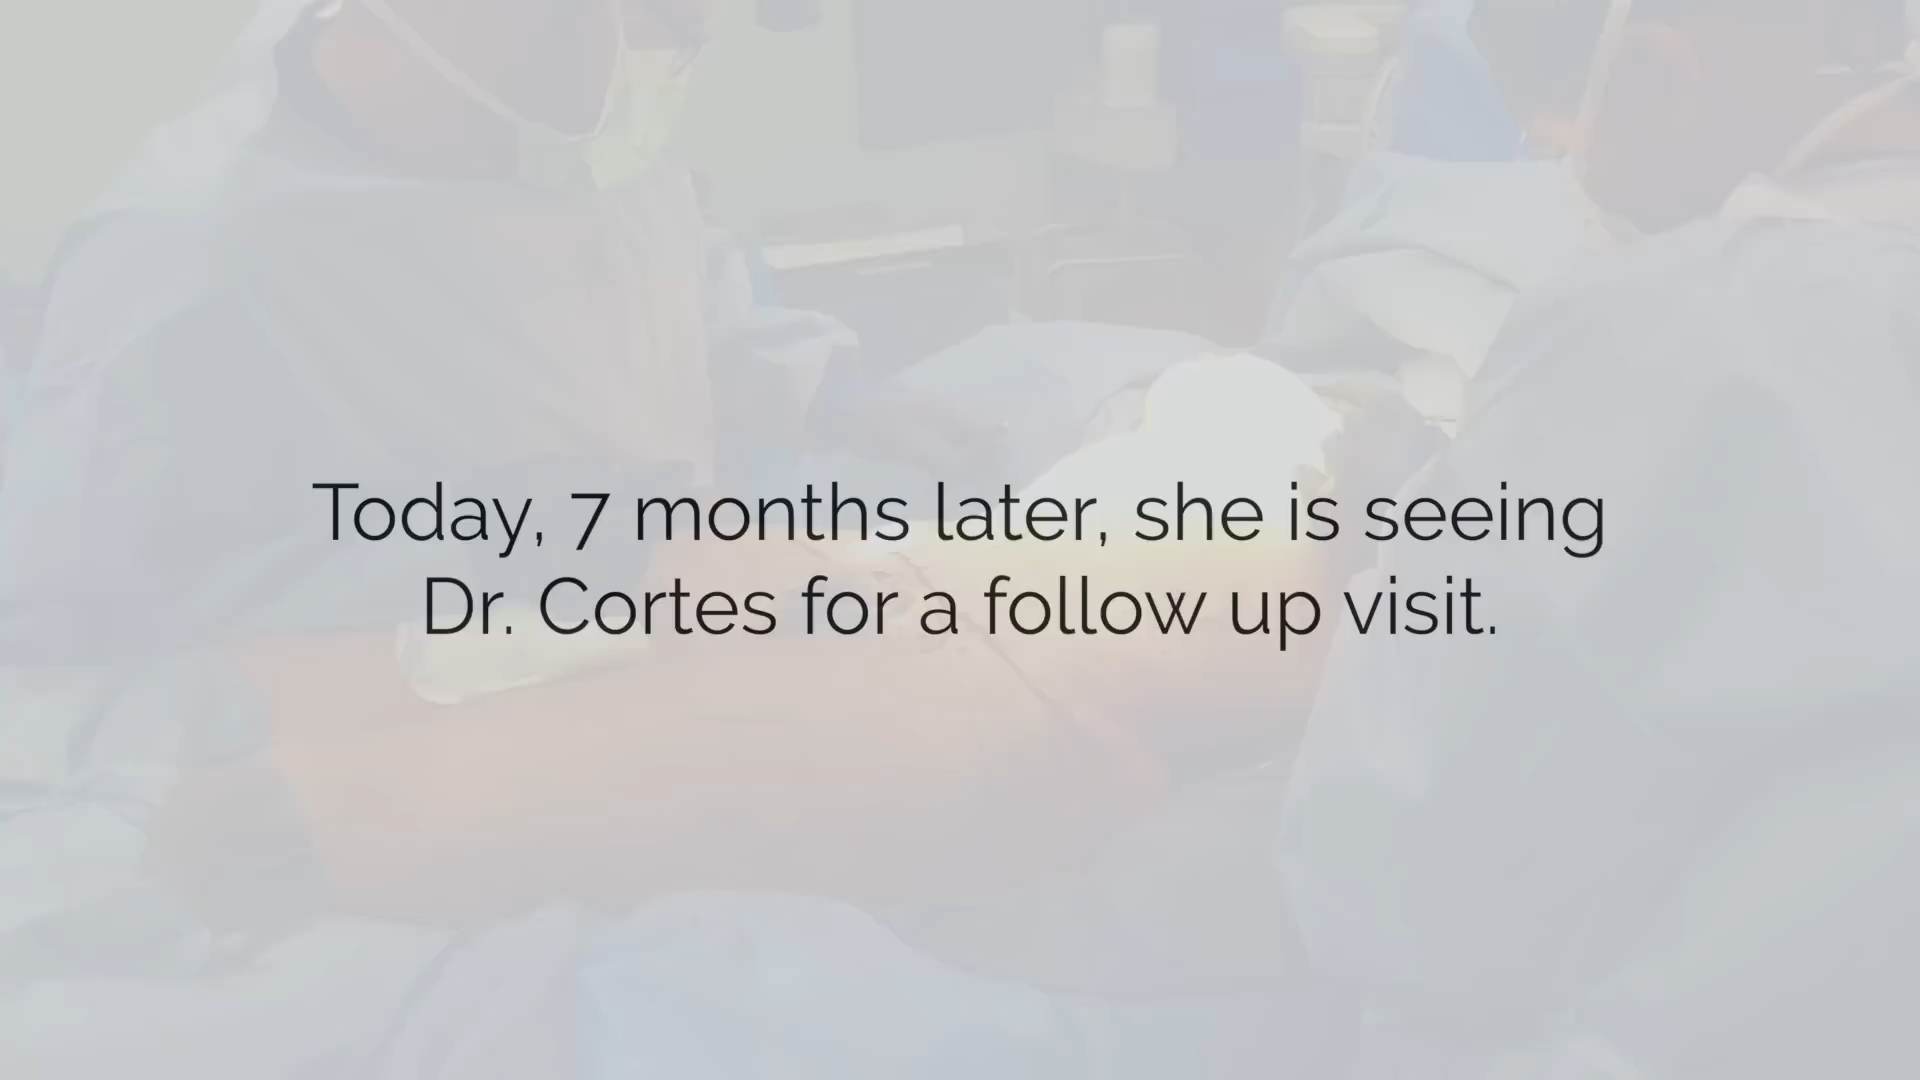 Today, 7 months later, she is seeing
Dr. Cortes for a follow up visit.